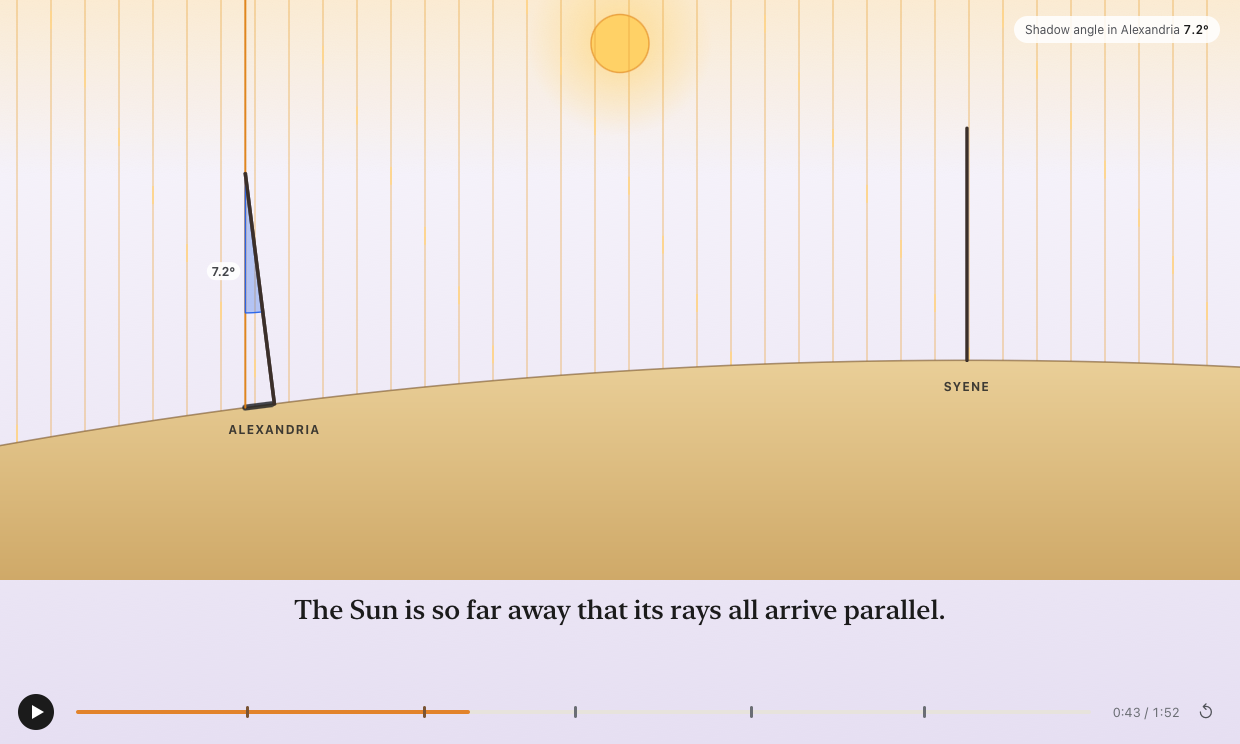 Shadow angle in Alexandria 7.2°
7.2°
SYENE
ALEXANDRIA
The Sun is so far away that its rays all arrive parallel.
0:43 / 1:52